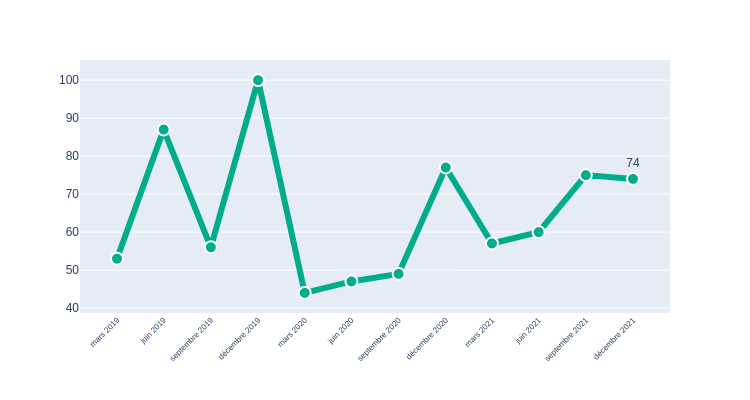 100
90
80
70
60
50
40
74
mars 2019
juin 2019
septembre 2019
décembre 2019
mars 2020
juin 2020
septembre 2020
décembre 2020
mars 2021
juin 2021
septembre 2021
décembre 2021